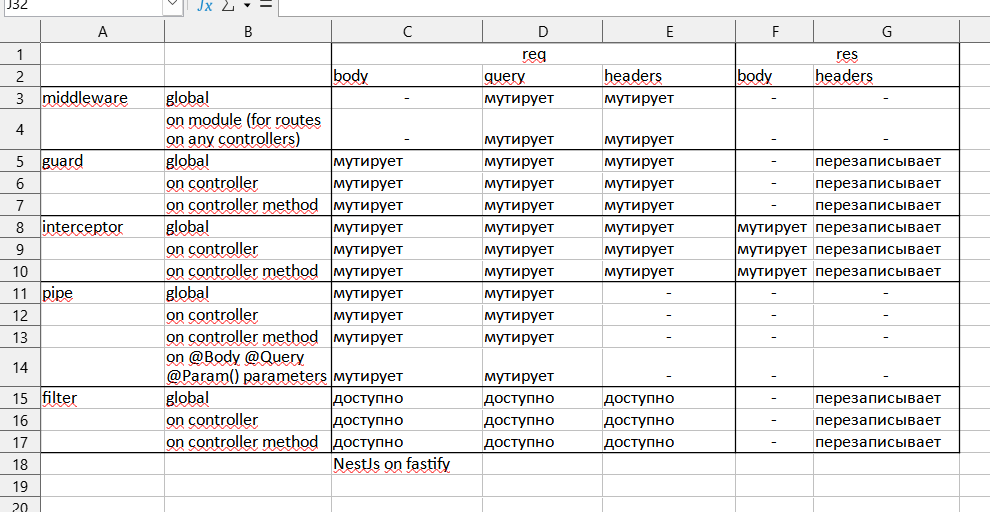 J32 fx Σ =
A B C D E F G
1 req res
2 body query headers body headers
3 middleware global - мутирует мутирует - -
on module (for routes
4 on any controllers) - мутирует мутирует - -
5 guard global мутирует мутирует мутирует - перезаписывает
6 on controller мутирует мутирует мутирует - перезаписывает
7 on controller method мутирует мутирует мутирует - перезаписывает
8 interceptor global мутирует мутирует мутирует мутирует перезаписывает
9 on controller мутирует мутирует мутирует мутирует перезаписывает
10 on controller method мутирует мутирует мутирует мутирует перезаписывает
11 pipe global мутирует мутирует - - -
12 on controller мутирует мутирует - - -
13 on controller method мутирует мутирует - - -
on @Body @Query
14 @Param() parameters мутирует мутирует - - -
15 filter global доступно доступно доступно - перезаписывает
16 on controller доступно доступно доступно - перезаписывает
17 on controller method доступно доступно доступно - перезаписывает
18 NestJs on fastify
19
20